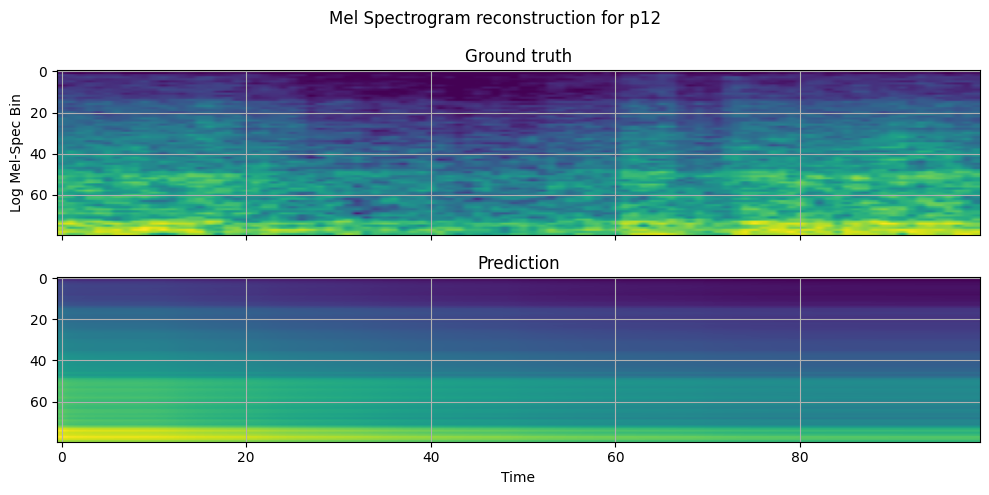 Mel Spectrogram reconstruction for p12
Ground truth
Log Mel-Spec Bin
0
20
40
60
Prediction
0
20
40
60
0 20 40 60 80
Time